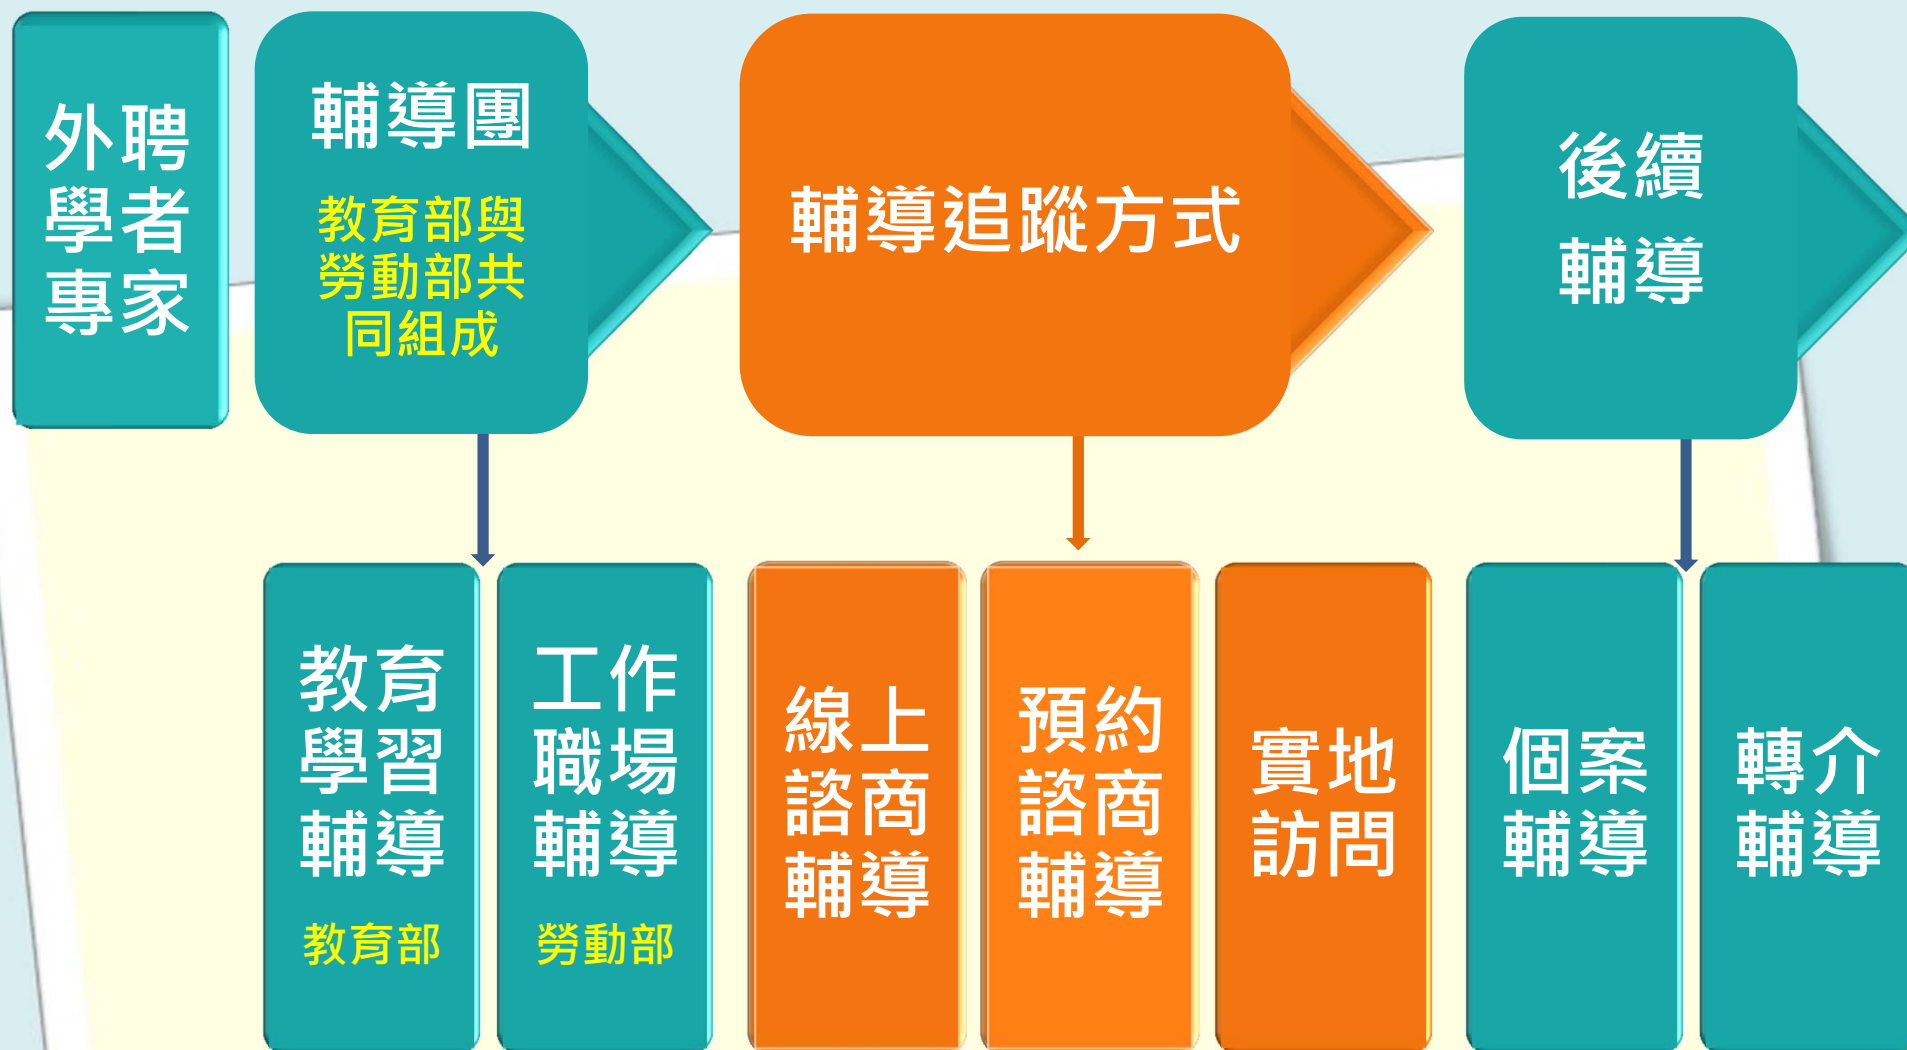 外聘
學者
專家
輔導團
教育部與
勞動部共
同組成
輔導追蹤方式
後續
輔導
教育
學習
輔導
教育部
工作
職場
輔導
勞動部
線上
諮商
輔導
預約
諮商
輔導
實地
訪問
個案
輔導
轉介
輔導